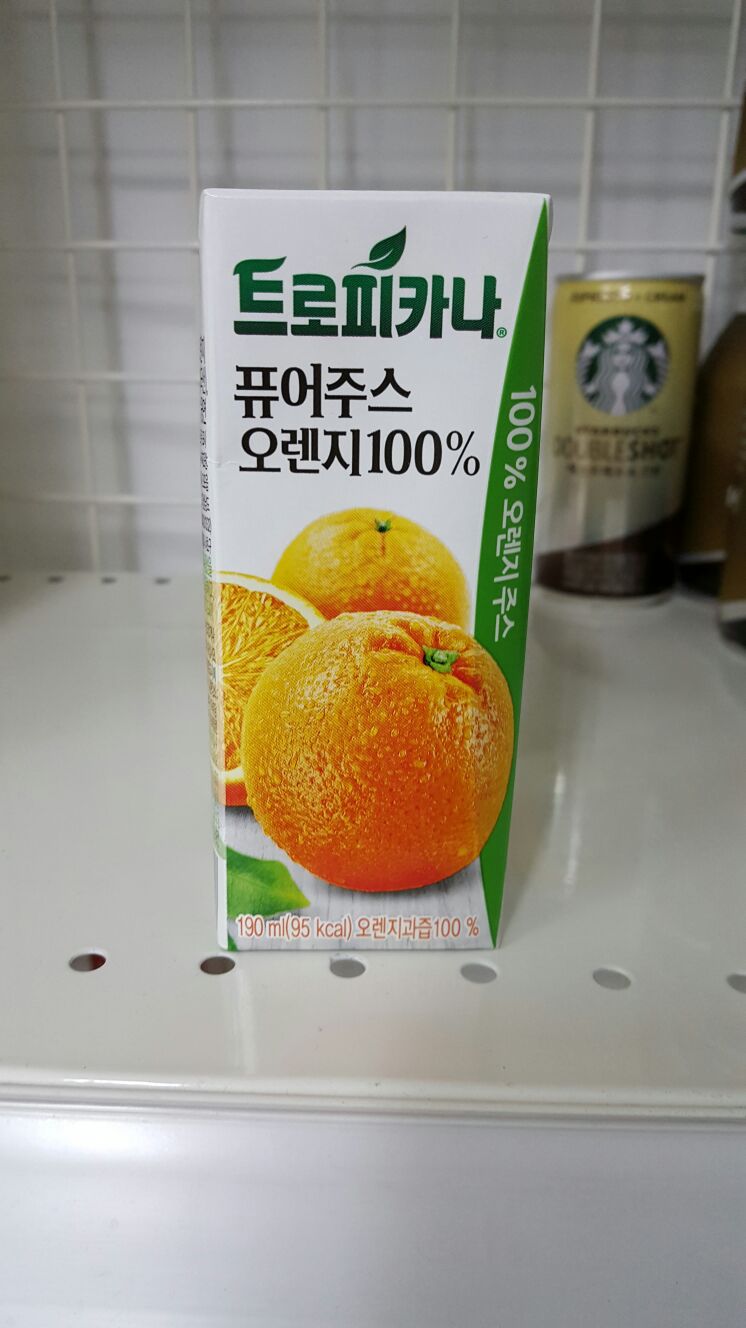 트로피카나®
퓨어주스
오렌지100%
100% 오렌지 주스
190 ml(95 kcal) 오렌지과즙100 %
STARBUCKS
DOUBLESHOT